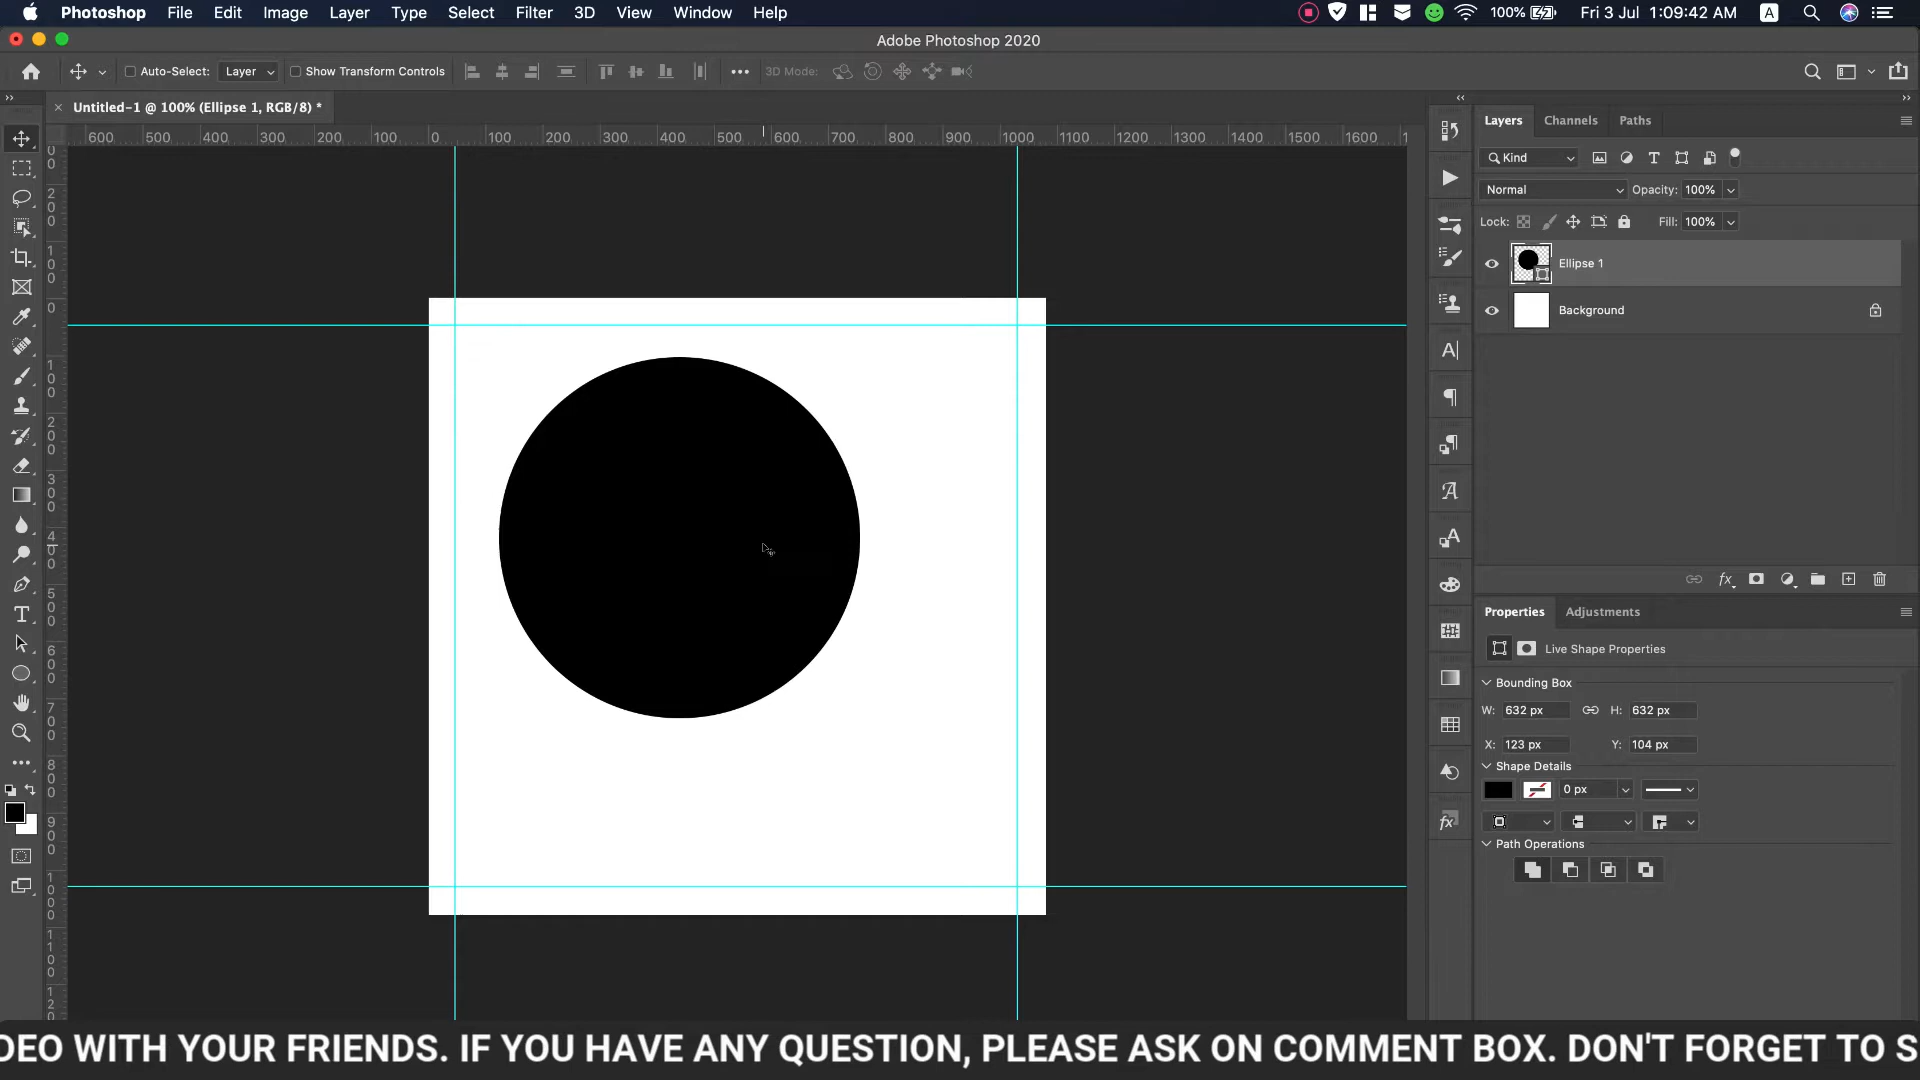 Photoshop File Edit Image Layer Type Select Filter 3D View Window Help 100% Fri 3 Jul 1:09:42 AM A
Adobe Photoshop 2020
Auto-Select: Layer Show Transform Controls 3D Mode:
Untitled-1 @ 100% (Ellipse 1, RGB/8) *
600 500 400 300 200 100 0 100 200 300 400 500 600 700 800 900 1000 1100 1200 1300 1400 1500 1600
Layers Channels Paths
Kind
Normal Opacity: 100%
Lock: Fill: 100%
Ellipse 1
Background
Properties Adjustments
Live Shape Properties
Bounding Box
W: 632 px H: 632 px
X: 123 px Y: 104 px
Shape Details
0 px
Path Operations
DEO WITH YOUR FRIENDS. IF YOU HAVE ANY QUESTION, PLEASE ASK ON COMMENT BOX. DON'T FORGET TO S